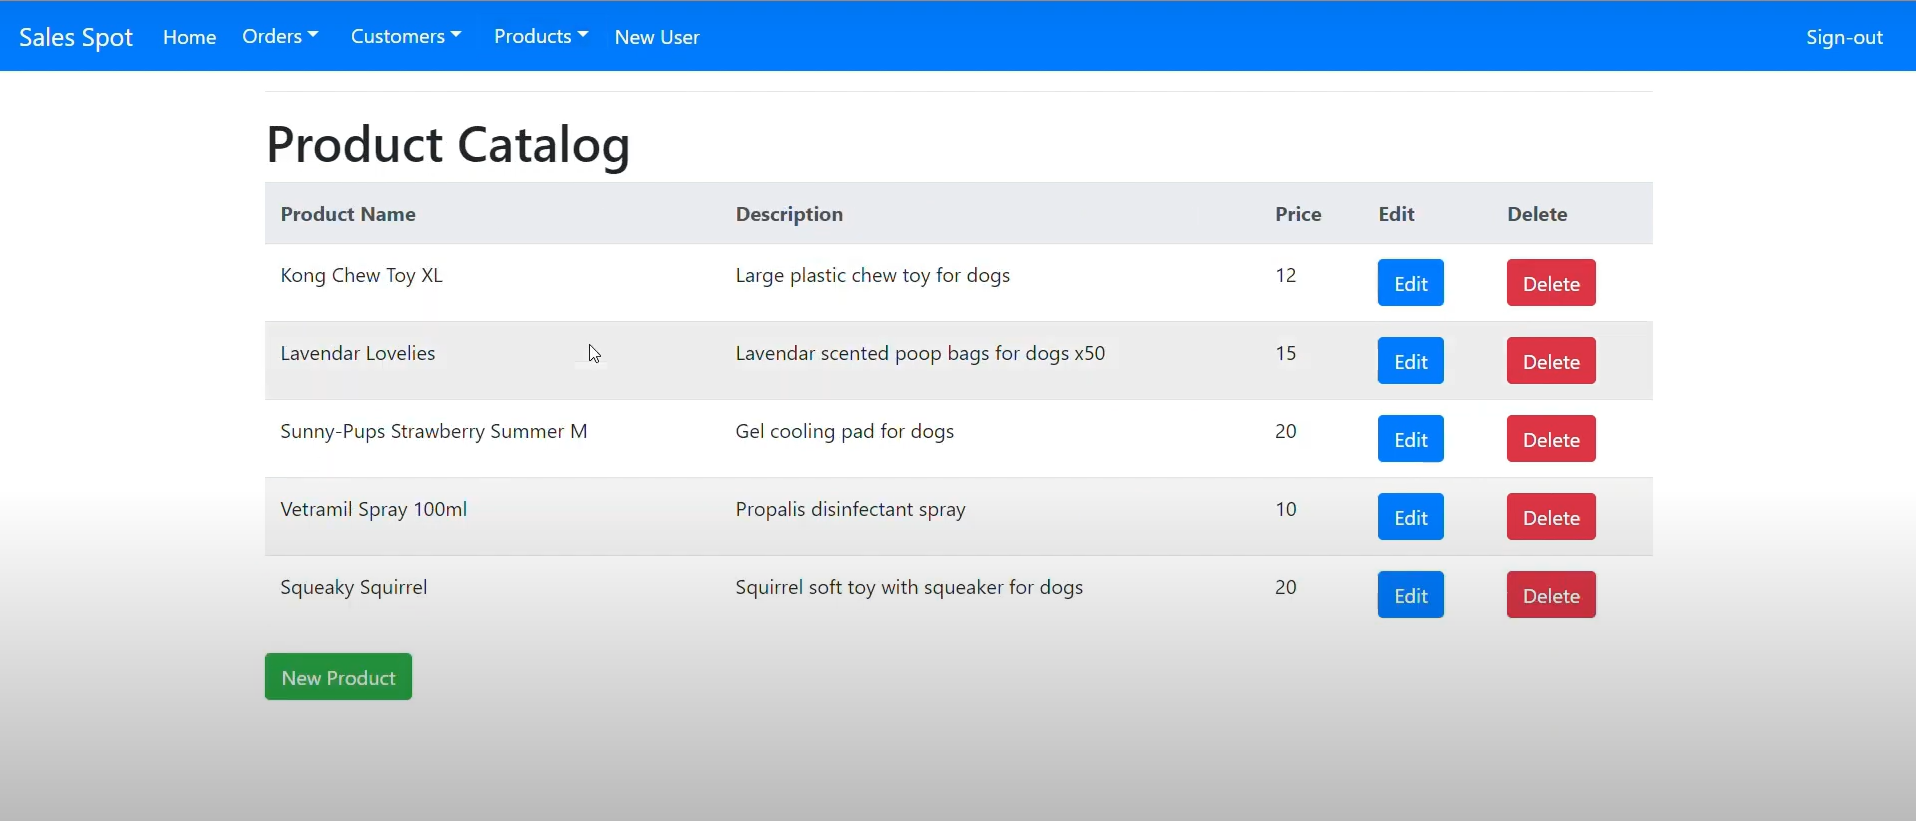 Sales Spot Home Orders Customers Products New User Sign-out
Product Catalog
Product Name Description Price Edit Delete
Kong Chew Toy XL Large plastic chew toy for dogs 12 Edit Delete
Lavendar Lovelies Lavendar scented poop bags for dogs x50 15 Edit Delete
Sunny-Pups Strawberry Summer M Gel cooling pad for dogs 20 Edit Delete
Vetramil Spray 100ml Propalis disinfectant spray 10 Edit Delete
Squeaky Squirrel Squirrel soft toy with squeaker for dogs 20 Edit Delete
New Product